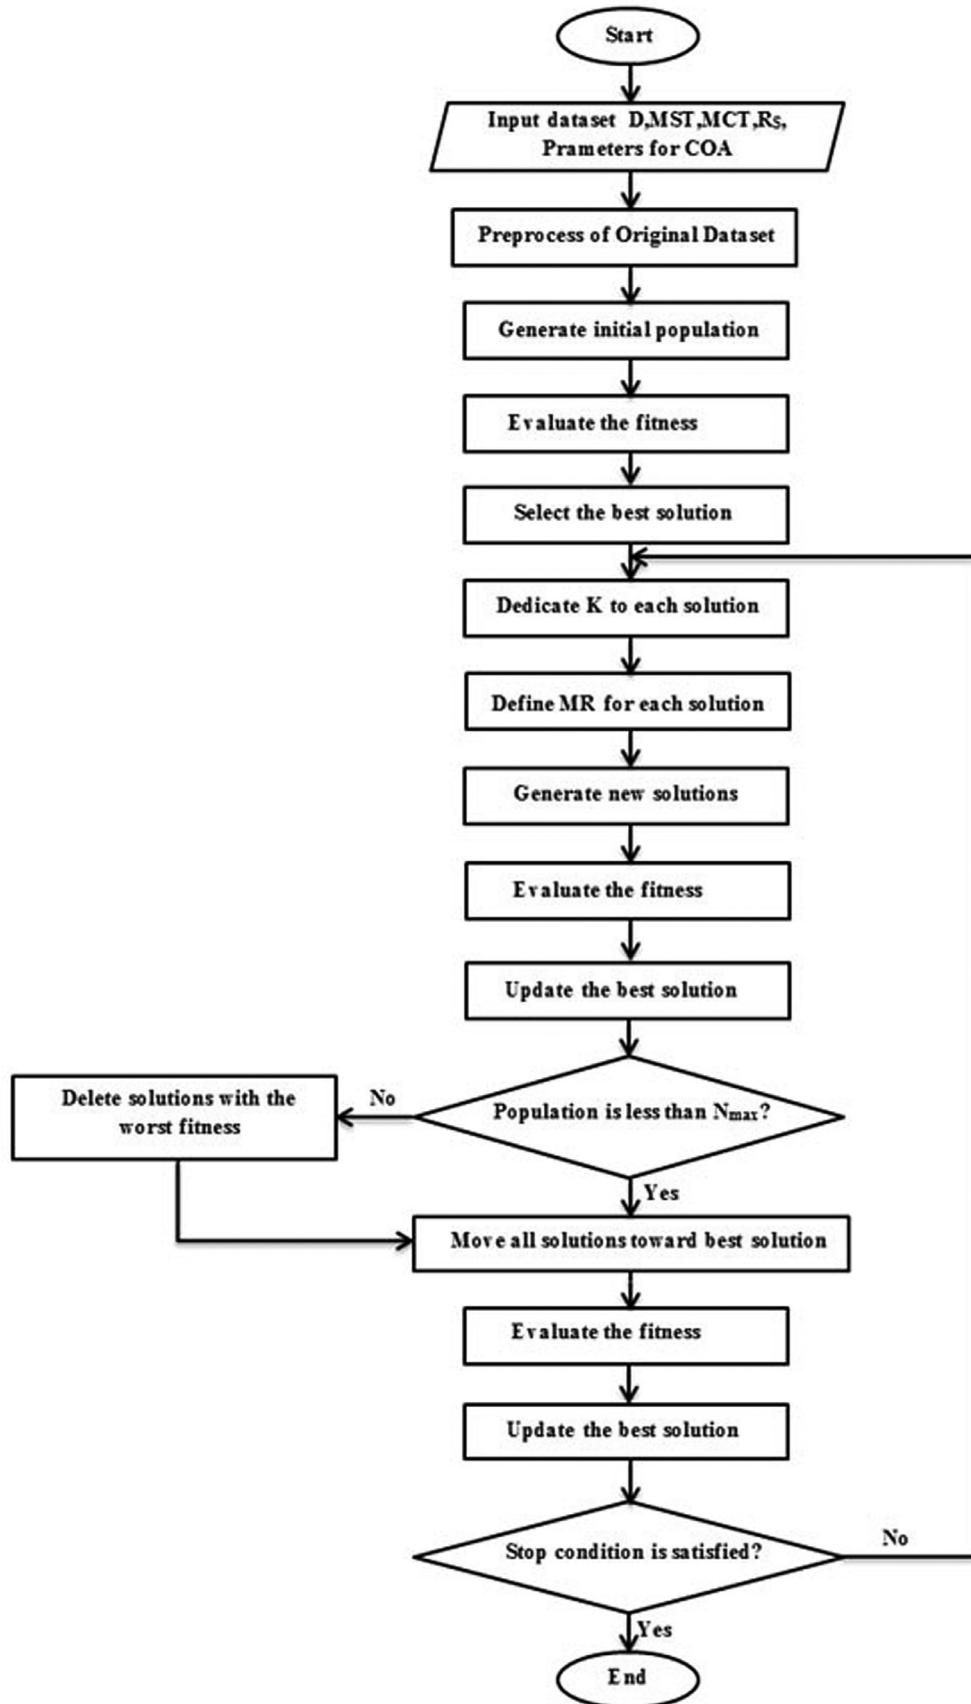 Start
Input dataset D,MST,MCT,RS,
Prameters for COA
Preprocess of Original Dataset
Generate initial population
Evaluate the fitness
Select the best solution
Dedicate K to each solution
Define MR for each solution
Generate new solutions
Evaluate the fitness
Update the best solution
Population is less than Nmax?
No
Delete solutions with the
worst fitness
Yes
Move all solutions toward best solution
Evaluate the fitness
Update the best solution
Stop condition is satisfied?
No
Yes
End